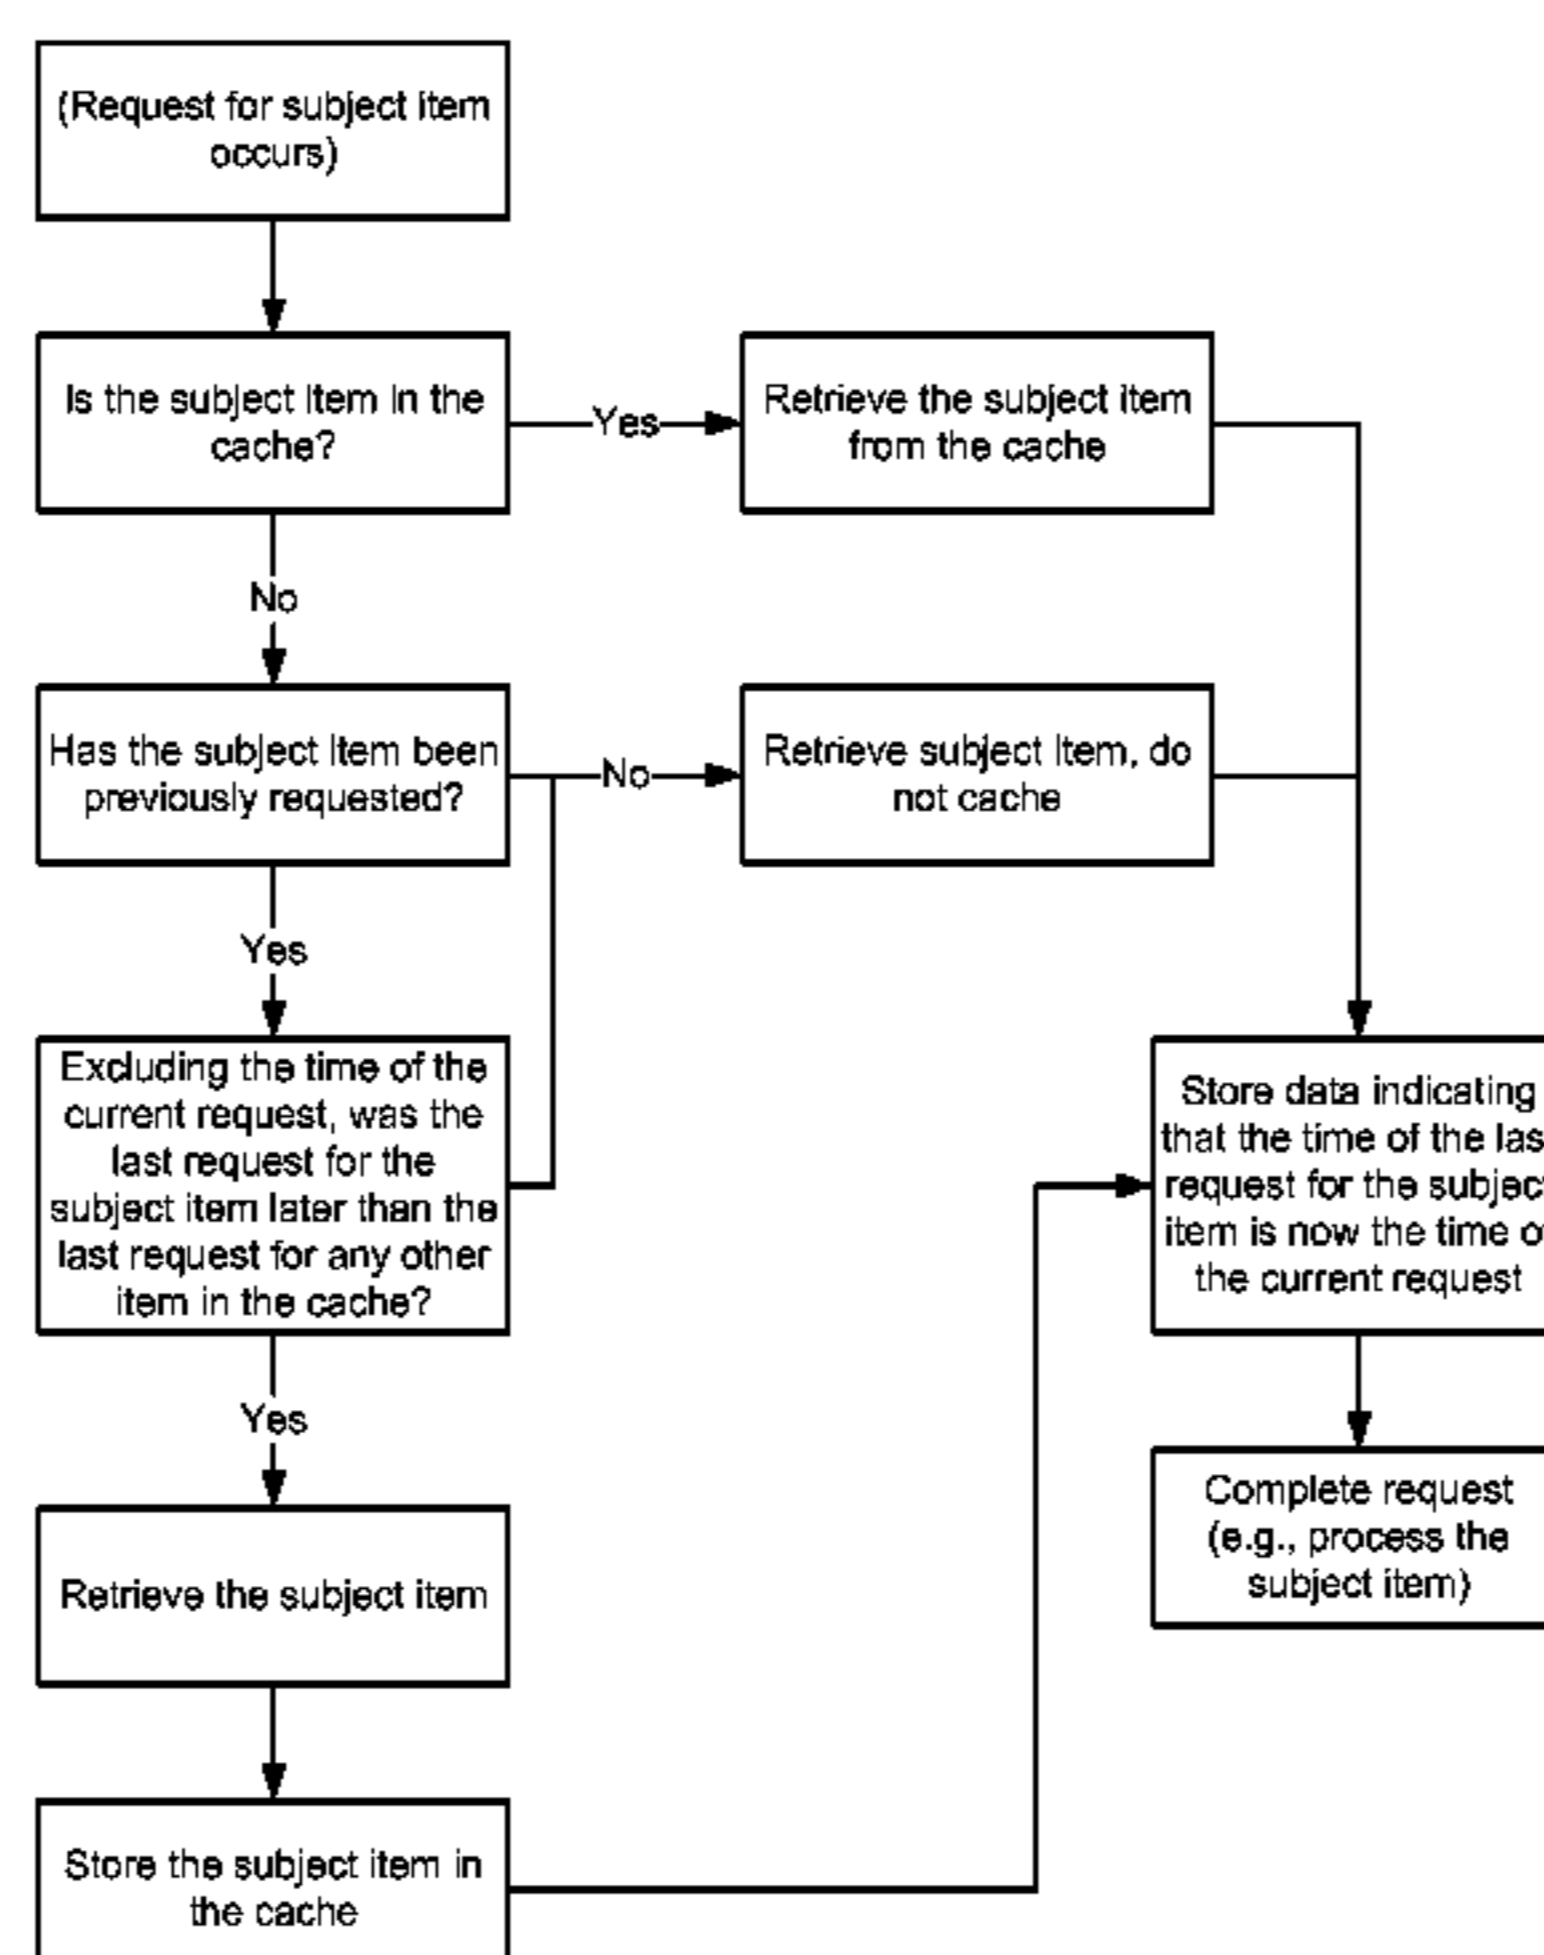 (Request for subject item
occurs)
Is the subject item in the
cache?
Yes
Retrieve the subject item
from the cache
No
Has the subject item been
previously requested?
No
Retrieve subject item, do
not cache
Yes
Excluding the time of the
current request, was the
last request for the
subject item later than the
last request for any other
item in the cache?
Store data indicating
that the time of the las
request for the subject
item is now the time of
the current request
Yes
Complete request
(e.g., process the
subject item)
Retrieve the subject item
Store the subject item in
the cache